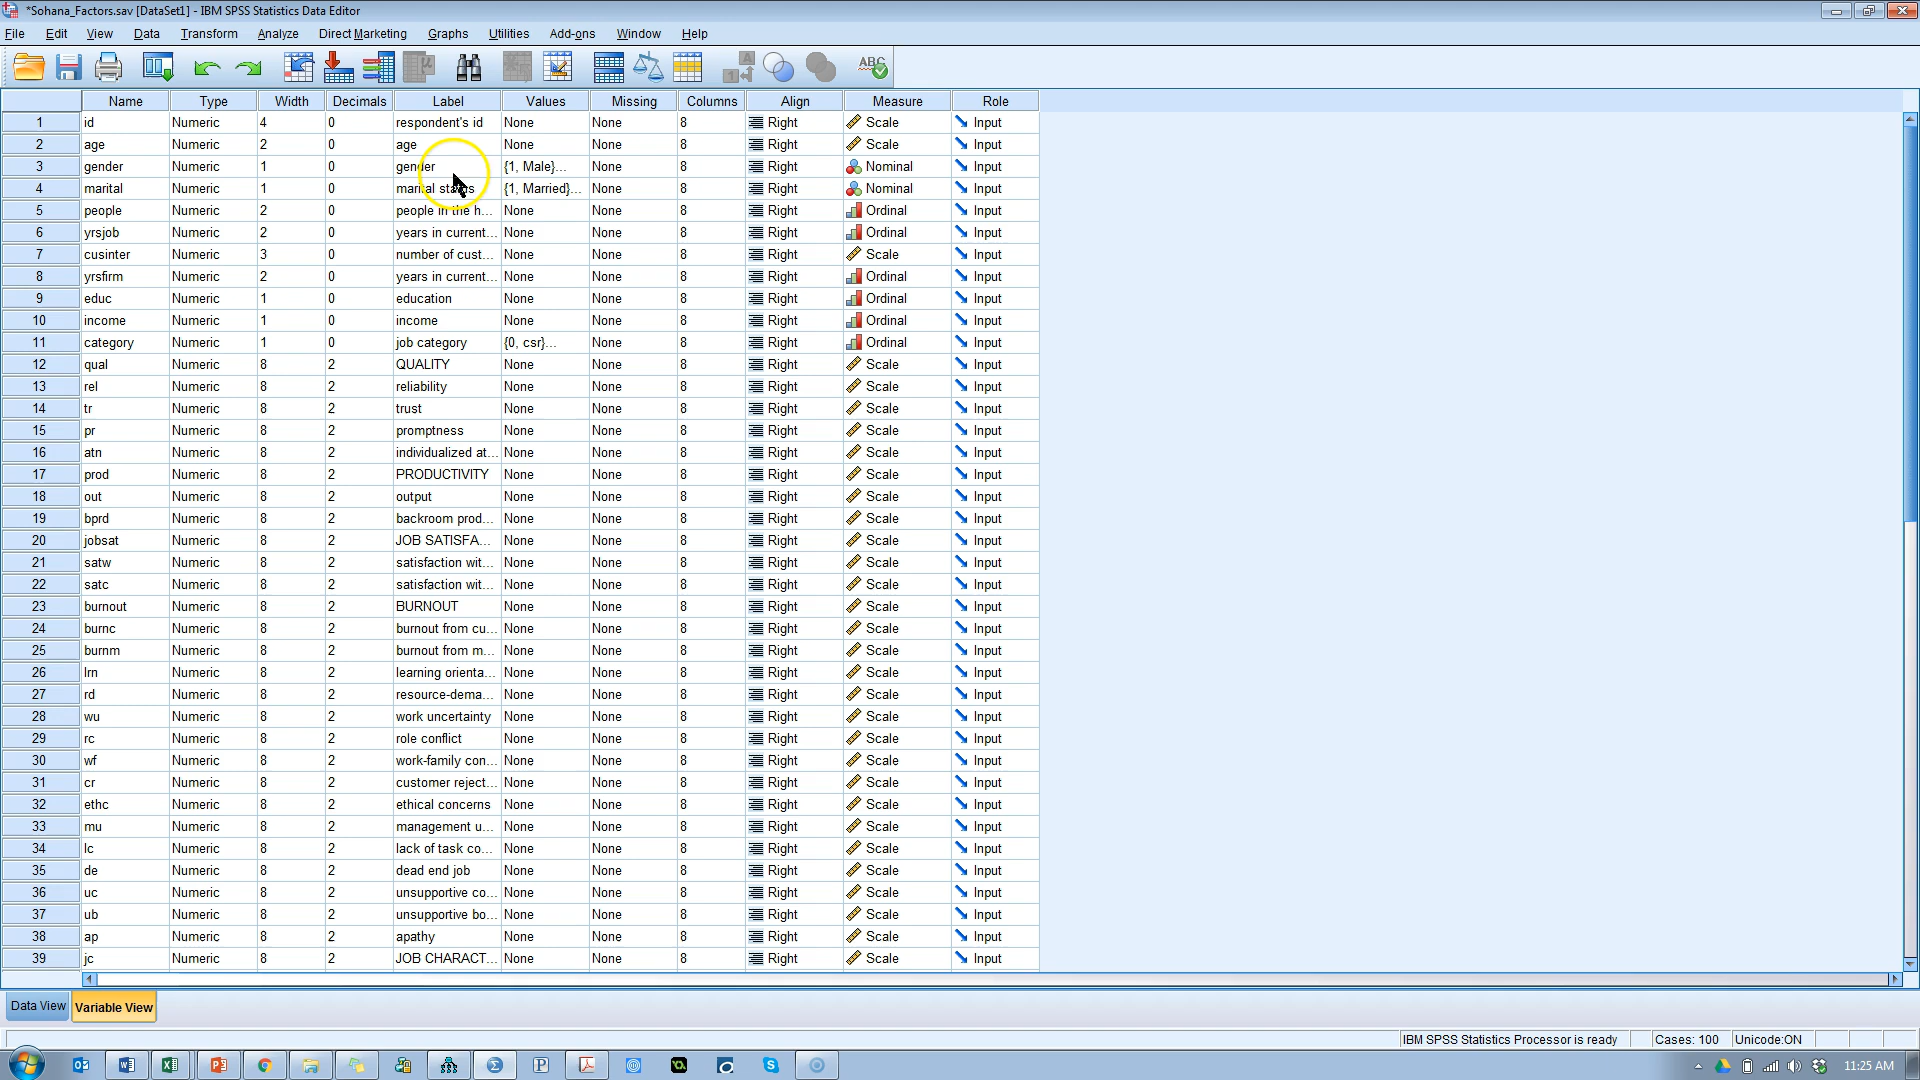 *Sohana_Factors.sav [DataSet1] - IBM SPSS Statistics Data Editor
File Edit View Data Transform Analyze Direct Marketing Graphs Utilities Add-ons Window Help
Name Type Width Decimals Label Values Missing Columns Align Measure Role
1 id Numeric 4 0 respondent's id None None 8 Right Scale Input
2 age Numeric 2 0 age None None 8 Right Scale Input
3 gender Numeric 1 0 gender {1, Male}... None 8 Right Nominal Input
4 marital Numeric 1 0 marital status {1, Married}... None 8 Right Nominal Input
5 people Numeric 2 0 people in the h... None None 8 Right Ordinal Input
6 yrsjob Numeric 2 0 years in current... None None 8 Right Ordinal Input
7 cusinter Numeric 3 0 number of cust... None None 8 Right Scale Input
8 yrsfirm Numeric 2 0 years in current... None None 8 Right Ordinal Input
9 educ Numeric 1 0 education None None 8 Right Ordinal Input
10 income Numeric 1 0 income None None 8 Right Ordinal Input
11 category Numeric 1 0 job category {0, csr}... None 8 Right Ordinal Input
12 qual Numeric 8 2 QUALITY None None 8 Right Scale Input
13 rel Numeric 8 2 reliability None None 8 Right Scale Input
14 tr Numeric 8 2 trust None None 8 Right Scale Input
15 pr Numeric 8 2 promptness None None 8 Right Scale Input
16 atn Numeric 8 2 individualized at... None None 8 Right Scale Input
17 prod Numeric 8 2 PRODUCTIVITY None None 8 Right Scale Input
18 out Numeric 8 2 output None None 8 Right Scale Input
19 bprd Numeric 8 2 backroom prod... None None 8 Right Scale Input
20 jobsat Numeric 8 2 JOB SATISFA... None None 8 Right Scale Input
21 satw Numeric 8 2 satisfaction wit... None None 8 Right Scale Input
22 satc Numeric 8 2 satisfaction wit... None None 8 Right Scale Input
23 burnout Numeric 8 2 BURNOUT None None 8 Right Scale Input
24 burnc Numeric 8 2 burnout from cu... None None 8 Right Scale Input
25 burnm Numeric 8 2 burnout from m... None None 8 Right Scale Input
26 lrn Numeric 8 2 learning orienta... None None 8 Right Scale Input
27 rd Numeric 8 2 resource-dema... None None 8 Right Scale Input
28 wu Numeric 8 2 work uncertainty None None 8 Right Scale Input
29 rc Numeric 8 2 role conflict None None 8 Right Scale Input
30 wf Numeric 8 2 work-family con... None None 8 Right Scale Input
31 cr Numeric 8 2 customer reject... None None 8 Right Scale Input
32 ethc Numeric 8 2 ethical concerns None None 8 Right Scale Input
33 mu Numeric 8 2 management u... None None 8 Right Scale Input
34 lc Numeric 8 2 lack of task co... None None 8 Right Scale Input
35 de Numeric 8 2 dead end job None None 8 Right Scale Input
36 uc Numeric 8 2 unsupportive co... None None 8 Right Scale Input
37 ub Numeric 8 2 unsupportive bo... None None 8 Right Scale Input
38 ap Numeric 8 2 apathy None None 8 Right Scale Input
39 jc Numeric 8 2 JOB CHARACT... None None 8 Right Scale Input
Data View Variable View
IBM SPSS Statistics Processor is ready Cases: 100 Unicode:ON
11:25 AM